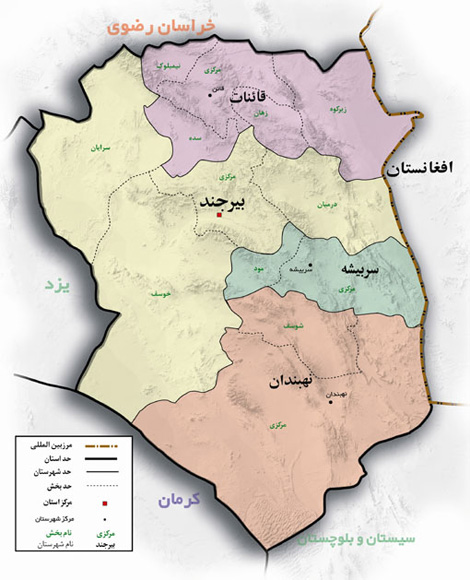 خراسان رضوی
نیمبلوک
مرکزی
قائن
قائنات
زهان
زیرکوه
سده
افغانستان
سرایان
مرکزی
بیرجند
درمیان
یزد
خوسف
مود
سربیشه
سربیشه
مرکزی
شوسف
نهبندان
نهبندان
مرکزی
کرمان
سیستان و بلوچستان
مرزبین المللی
حد استان
حد شهرستان
حد بخش
مرکز استان
مرکز شهرستان
نام بخش
مرکزی
نام شهرستان
بیرجند